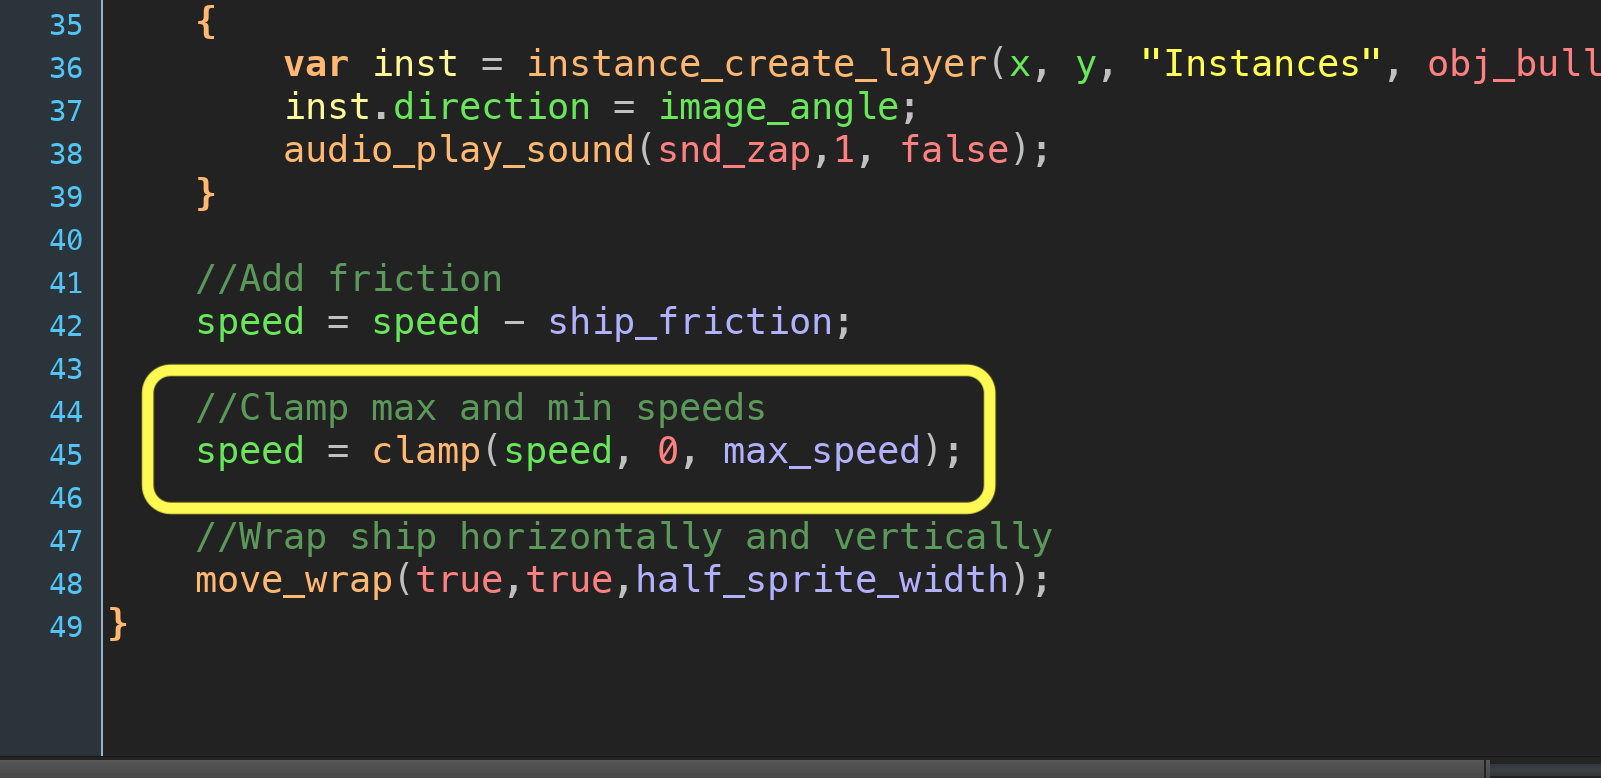 35 {
36 var inst = instance_create_layer(x, y, "Instances", obj_bull
37 inst.direction = image_angle;
38 audio_play_sound(snd_zap,1, false);
39 }
40
41 //Add friction
42 speed = speed - ship_friction;
43
44 //Clamp max and min speeds
45 speed = clamp(speed, 0, max_speed);
46
47 //Wrap ship horizontally and vertically
48 move_wrap(true,true,half_sprite_width);
49 }